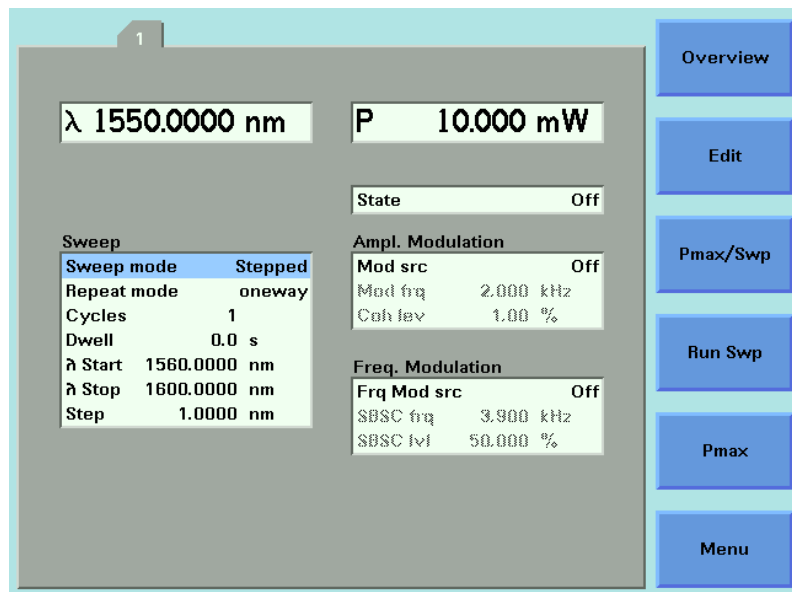 1
λ 1550.0000 nm
P 10.000 mW
State Off
Sweep
Sweep mode Stepped
Repeat mode oneway
Cycles 1
Dwell 0.0 s
λ Start 1560.0000 nm
λ Stop 1600.0000 nm
Step 1.0000 nm
Ampl. Modulation
Mod src Off
Mod frq 2.000 kHz
Coh lev 1.00 %
Freq. Modulation
Frq Mod src Off
SBSC frq 3.900 kHz
SBSC lvl 50.000 %
Overview
Edit
Pmax/Swp
Run Swp
Pmax
Menu